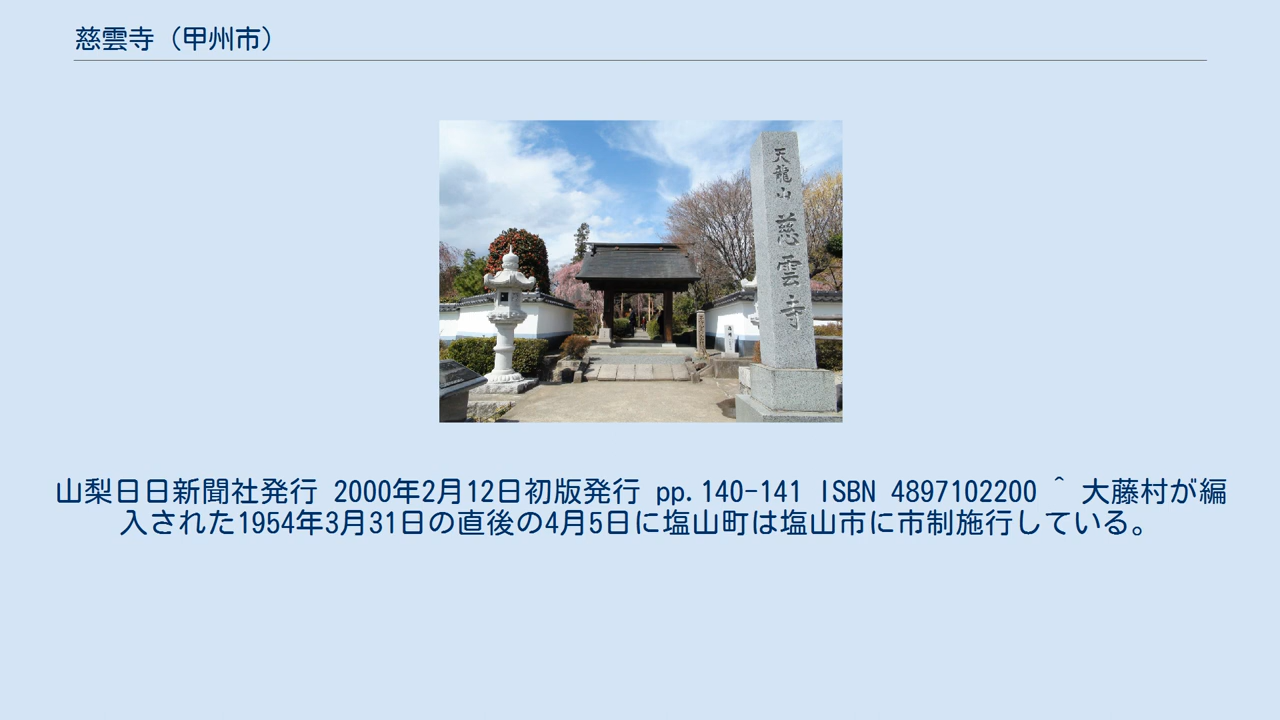 慈雲寺（甲州市）
天龍山 慈雲寺
山梨日日新聞社発行 2000年2月12日初版発行 pp.140-141 ISBN 4897102200 ^ 大藤村が編
入された1954年3月31日の直後の4月5日に塩山町は塩山市に市制施行している。